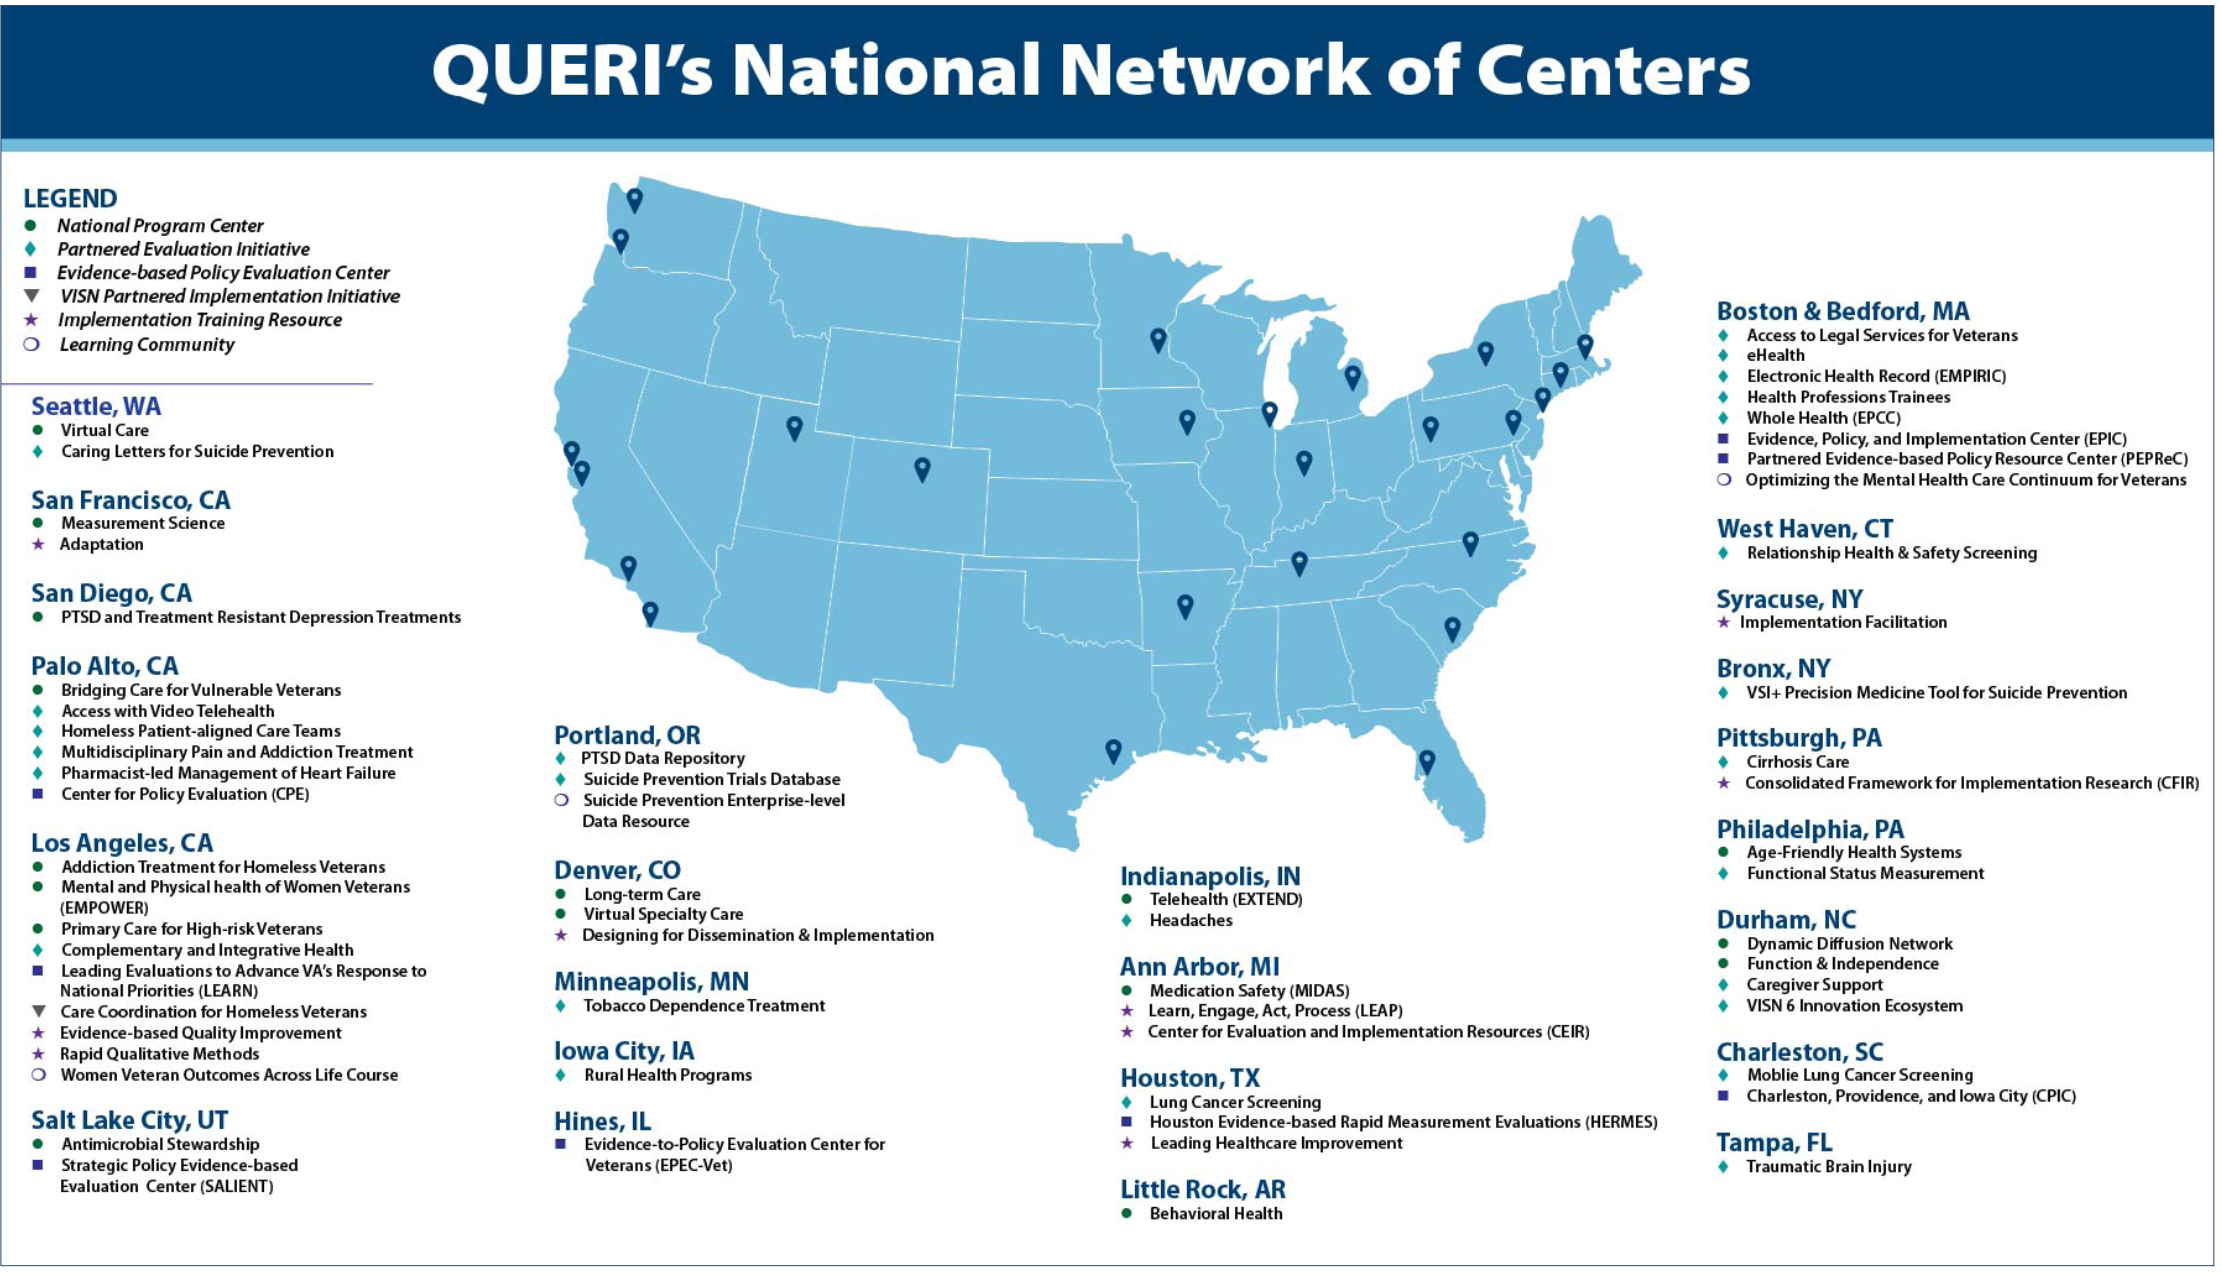 QUERI’s National Network of Centers
LEGEND
National Program Center
Partnered Evaluation Initiative
Evidence-based Policy Evaluation Center
VISN Partnered Implementation Initiative
Implementation Training Resource
Learning Community
Seattle, WA
Virtual Care
Caring Letters for Suicide Prevention
San Francisco, CA
Measurement Science
Adaptation
San Diego, CA
PTSD and Treatment Resistant Depression Treatments
Palo Alto, CA
Bridging Care for Vulnerable Veterans
Access with Video Telehealth
Homeless Patient-aligned Care Teams
Multidisciplinary Pain and Addiction Treatment
Pharmacist-led Management of Heart Failure
Center for Policy Evaluation (CPE)
Los Angeles, CA
Addiction Treatment for Homeless Veterans
Mental and Physical health of Women Veterans
(EMPOWER)
Primary Care for High-risk Veterans
Complementary and Integrative Health
Leading Evaluations to Advance VA’s Response to
National Priorities (LEARN)
Care Coordination for Homeless Veterans
Evidence-based Quality Improvement
Rapid Qualitative Methods
Women Veteran Outcomes Across Life Course
Salt Lake City, UT
Antimicrobial Stewardship
Strategic Policy Evidence-based
Evaluation Center (SALIENT)
Portland, OR
PTSD Data Repository
Suicide Prevention Trials Database
Suicide Prevention Enterprise-level
Data Resource
Denver, CO
Long-term Care
Virtual Specialty Care
Designing for Dissemination & Implementation
Minneapolis, MN
Tobacco Dependence Treatment
Iowa City, IA
Rural Health Programs
Hines, IL
Evidence-to-Policy Evaluation Center for
Veterans (EPEC-Vet)
Indianapolis, IN
Telehealth (EXTEND)
Headaches
Ann Arbor, MI
Medication Safety (MIDAS)
Learn, Engage, Act, Process (LEAP)
Center for Evaluation and Implementation Resources (CEIR)
Houston, TX
Lung Cancer Screening
Houston Evidence-based Rapid Measurement Evaluations (HERMES)
Leading Healthcare Improvement
Little Rock, AR
Behavioral Health
Boston & Bedford, MA
Access to Legal Services for Veterans
eHealth
Electronic Health Record (EMPIRIC)
Health Professions Trainees
Whole Health (EPCC)
Evidence, Policy, and Implementation Center (EPIC)
Partnered Evidence-based Policy Resource Center (PEPReC)
Optimizing the Mental Health Care Continuum for Veterans
West Haven, CT
Relationship Health & Safety Screening
Syracuse, NY
Implementation Facilitation
Bronx, NY
VSI+ Precision Medicine Tool for Suicide Prevention
Pittsburgh, PA
Cirrhosis Care
Consolidated Framework for Implementation Research (CFIR)
Philadelphia, PA
Age-Friendly Health Systems
Functional Status Measurement
Durham, NC
Dynamic Diffusion Network
Function & Independence
Caregiver Support
VISN 6 Innovation Ecosystem
Charleston, SC
Moblie Lung Cancer Screening
Charleston, Providence, and Iowa City (CPIC)
Tampa, FL
Traumatic Brain Injury